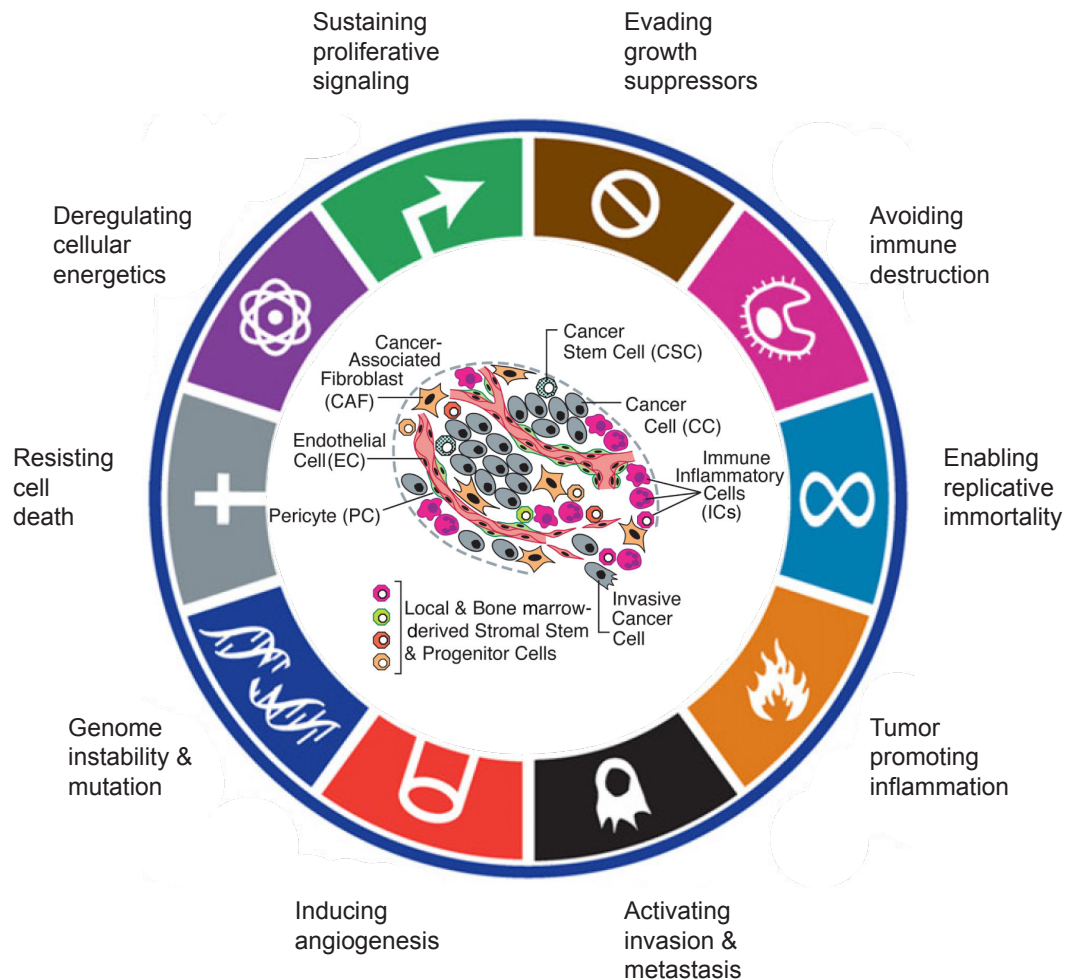 Sustaining
proliferative
signaling
Evading
growth
suppressors
Deregulating
cellular
energetics
Avoiding
immune
destruction
Cancer-
Associated
Fibroblast
(CAF)
Cancer
Stem Cell (CSC)
Cancer
Cell (CC)
Endothelial
Cell(EC)
Immune
Inflammatory
Cells
(ICs)
Resisting
cell
death
Pericyte (PC)
Enabling
replicative
immortality
Local & Bone marrow-
derived Stromal Stem
& Progenitor Cells
Invasive
Cancer
Cell
Genome
instability &
mutation
Tumor
promoting
inflammation
Inducing
angiogenesis
Activating
invasion &
metastasis